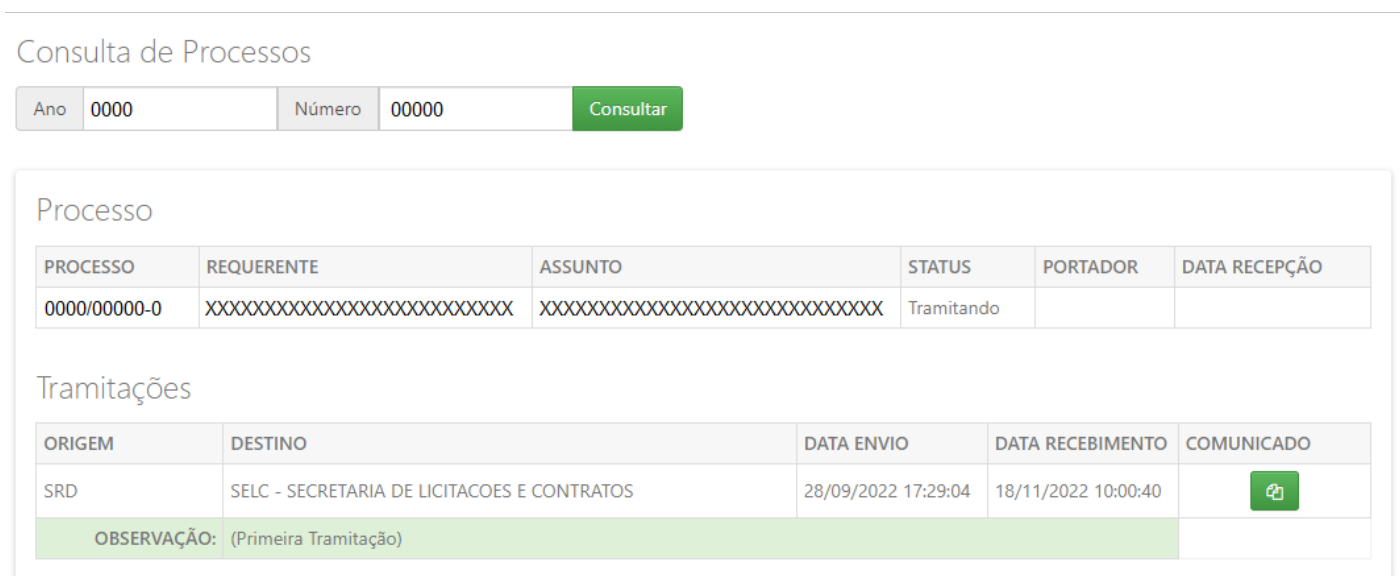 Consulta de Processos
Ano 0000 Número 00000 Consultar
Processo
PROCESSO REQUERENTE ASSUNTO STATUS PORTADOR DATA RECEPÇÃO
0000/00000-0 XXXXXXXXXXXXXXXXXXXXXXXXXX XXXXXXXXXXXXXXXXXXXXXXXXXXXXX Tramitando
Tramitações
ORIGEM DESTINO DATA ENVIO DATA RECEBIMENTO COMUNICADO
SRD SELC - SECRETARIA DE LICITACOES E CONTRATOS 28/09/2022 17:29:04 18/11/2022 10:00:40
OBSERVAÇÃO: (Primeira Tramitação)